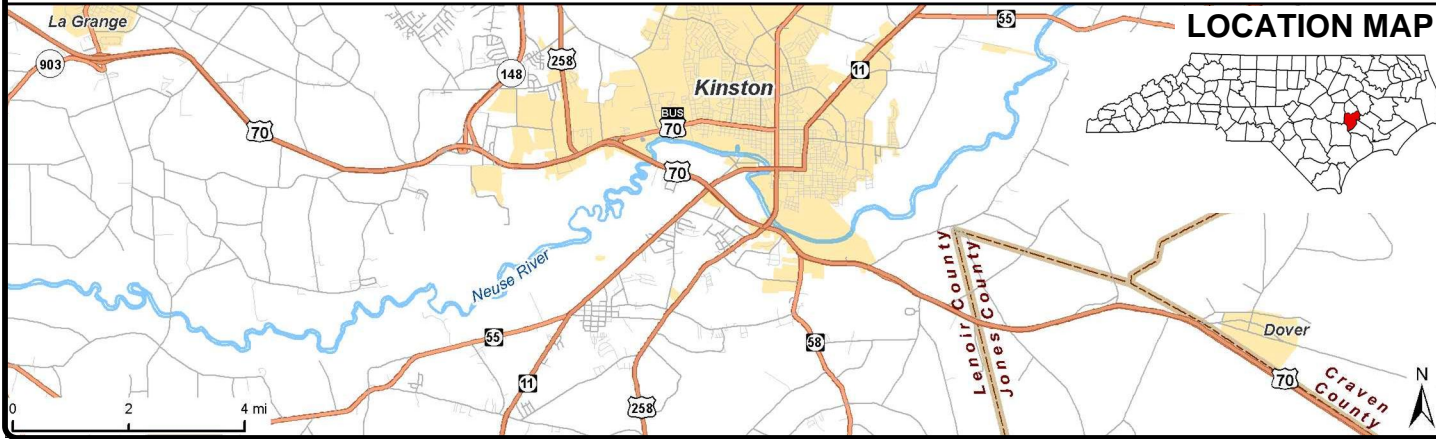 La Grange
55
LOCATION MAP
903
148
258
11
Kinston
BUS
70
70
70
Neuse River
Lenoir County
Jones County
55
58
Dover
11
70
258
Craven
County
N
0 2 4 mi